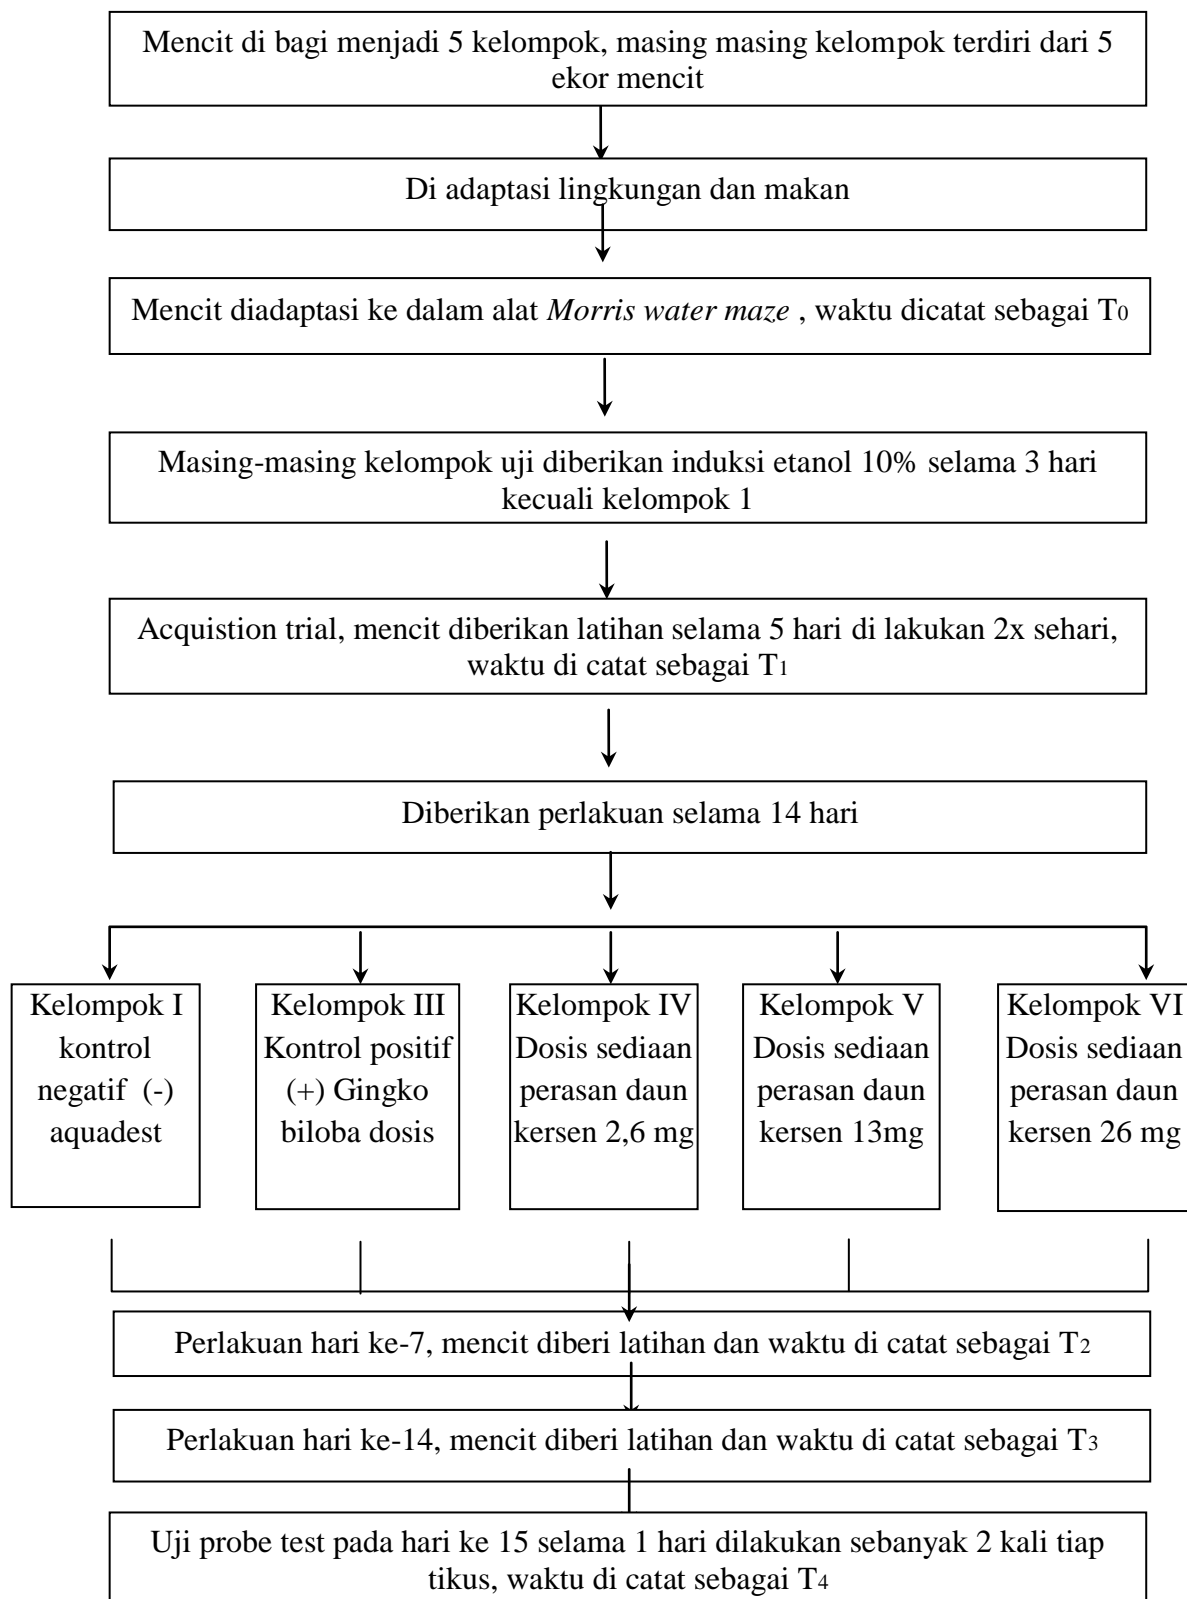 Mencit di bagi menjadi 5 kelompok, masing masing kelompok terdiri dari 5
ekor mencit
Di adaptasi lingkungan dan makan
Mencit diadaptasi ke dalam alat Morris water maze , waktu dicatat sebagai T0
Masing-masing kelompok uji diberikan induksi etanol 10% selama 3 hari
kecuali kelompok 1
Acquistion trial, mencit diberikan latihan selama 5 hari di lakukan 2x sehari,
waktu di catat sebagai T1
Diberikan perlakuan selama 14 hari
Kelompok I
kontrol
negatif (-)
aquadest
Kelompok III
Kontrol positif
(+) Gingko
biloba dosis
Kelompok IV
Dosis sediaan
perasan daun
kersen 2,6 mg
Kelompok V
Dosis sediaan
perasan daun
kersen 13mg
Kelompok VI
Dosis sediaan
perasan daun
kersen 26 mg
Perlakuan hari ke-7, mencit diberi latihan dan waktu di catat sebagai T2
Perlakuan hari ke-14, mencit diberi latihan dan waktu di catat sebagai T3
Uji probe test pada hari ke 15 selama 1 hari dilakukan sebanyak 2 kali tiap
tikus, waktu di catat sebagai T4